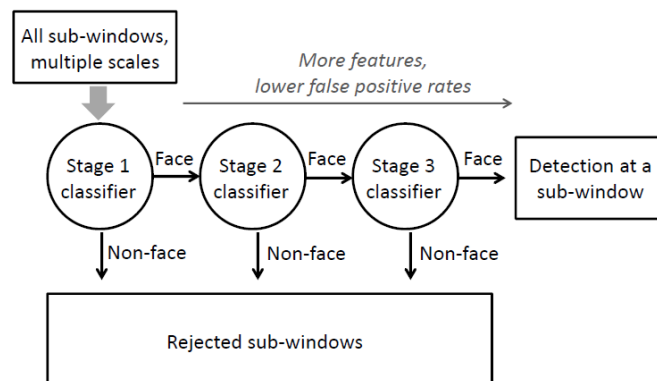 All sub-windows,
multiple scales
More features,
lower false positive rates
Stage 1
classifier
Face
Stage 2
classifier
Face
Stage 3
classifier
Face
Detection at a
sub-window
Non-face
Non-face
Non-face
Rejected sub-windows